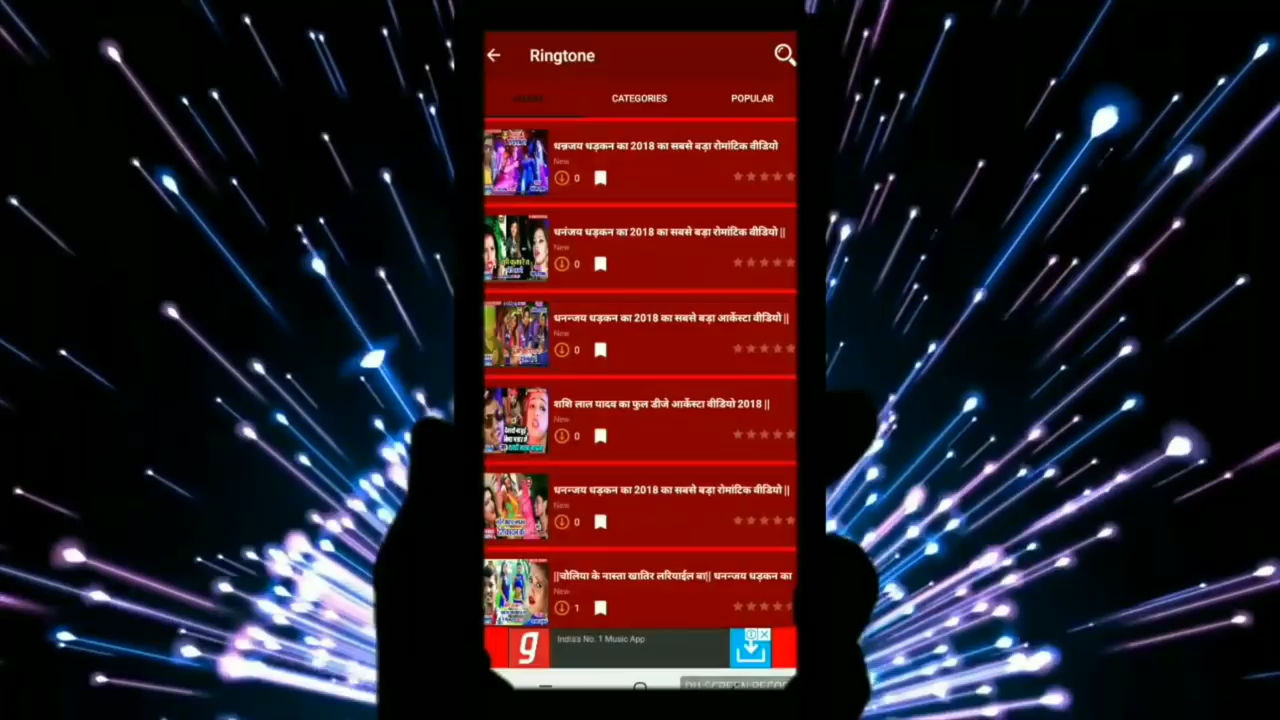 Ringtone
CATEGORIES
POPULAR
धन्नजय धड़कन का 2018 का सबसे बड़ा रोमांटिक वीडियो
New
0
धनंजय धड़कन का 2018 का सबसे बड़ा रोमांटिक वीडियो ||
New
0
धनन्जय धड़कन का 2018 का सबसे बड़ा आर्केस्टा वीडियो ||
New
0
शशि लाल यादव का फुल डीजे आर्केस्टा वीडियो 2018 ||
New
0
धनन्जय धड़कन का 2018 का सबसे बड़ा रोमांटिक वीडियो ||
New
0
||चोलिया के नास्ता खातिर लरियाईल बा|| धनन्जय धड़कन का
New
1
g
India's No. 1 Music App